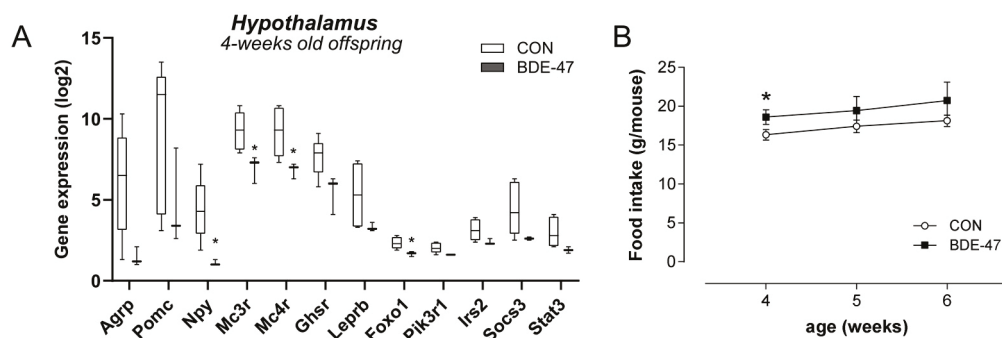 A
Hypothalamus
4-weeks old offspring
CON
BDE-47
Gene expression (log2)
15
10
5
0
*
*
*
*
Agrp
Pomc
Npy
Mc3r
Mc4r
Ghsr
Leprb
Foxo1
Pik3r1
Irs2
Socs3
Stat3
B
Food intake (g/mouse)
25
20
15
10
5
0
*
CON
BDE-47
4
5
6
age (weeks)